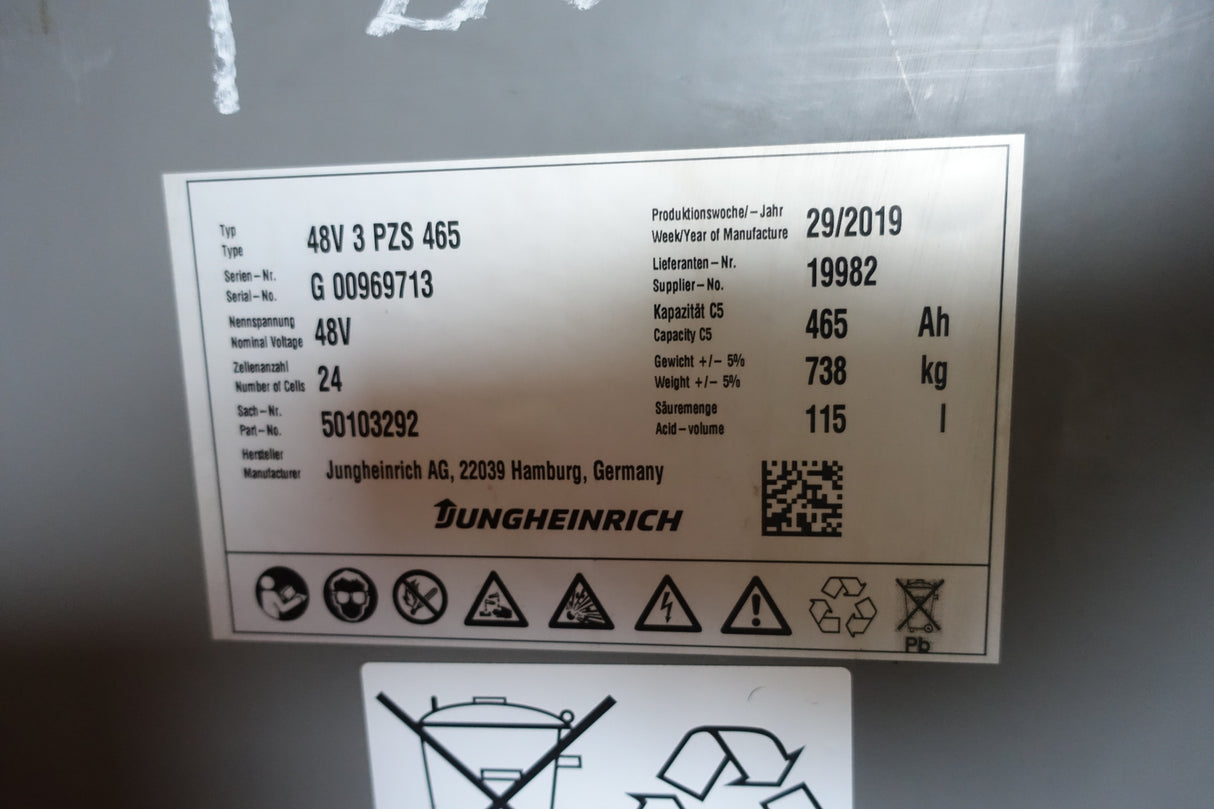 Typ
Type 48V 3 PZS 465
Serien-Nr.
Serial-No. G 00969713
Nennspannung
Nominal Voltage 48V
Zellenanzahl
Number of Cells 24
Sach-Nr.
Part-No. 50103292
Hersteller
Manufacturer Jungheinrich AG, 22039 Hamburg, Germany
JUNGHEINRICH
Produktionswoche/-Jahr
Week/Year of Manufacture 29/2019
Lieferanten-Nr.
Supplier-No. 19982
Kapazität C5
Capacity C5 465 Ah
Gewicht +/- 5%
Weight +/- 5% 738 kg
Säuremenge
Acid-volume 115 l
Pb